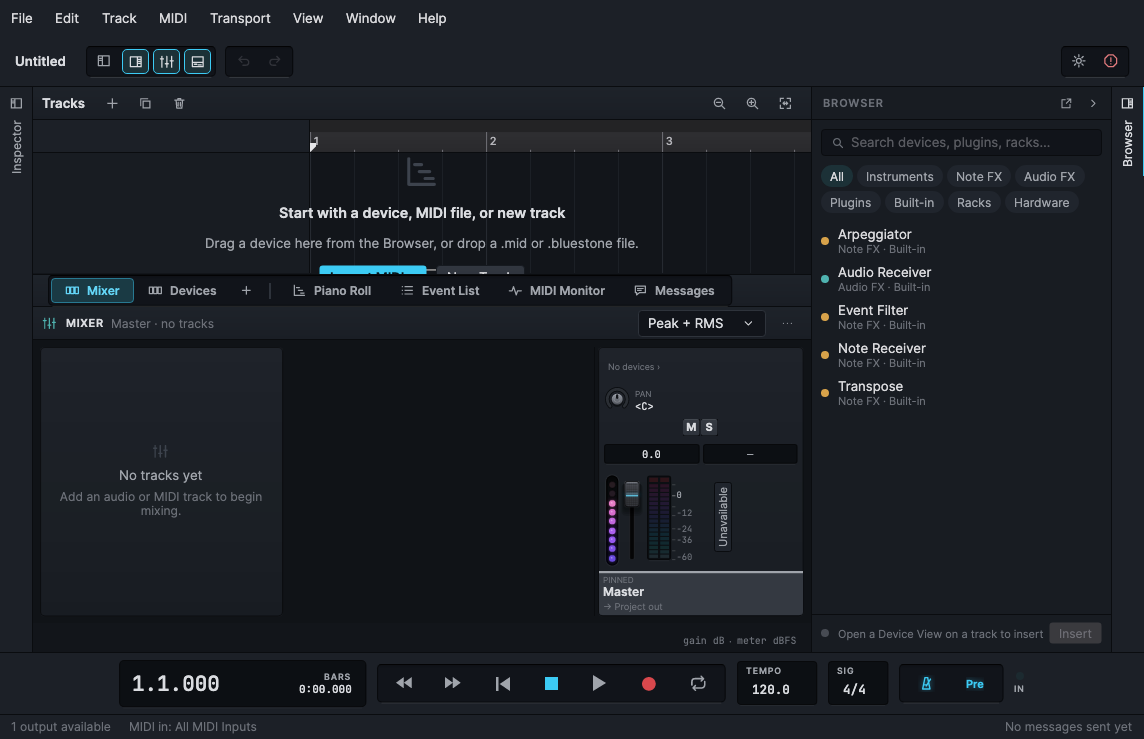 File Edit Track MIDI Transport View Window Help
Untitled
Inspector
Tracks
1 2 3
Start with a device, MIDI file, or new track
Drag a device here from the Browser, or drop a .mid or .bluestone file.
Mixer Devices + Piano Roll Event List MIDI Monitor Messages
MIXER Master · no tracks Peak + RMS ...
No tracks yet
Add an audio or MIDI track to begin
mixing.
No devices ›
PAN
<C>
M S
0.0 –
-0
-12
-24
-36
-60
Unavailable
PINNED
Master
→ Project out
gain dB · meter dBFS
BROWSER
Search devices, plugins, racks...
All Instruments Note FX Audio FX
Plugins Built-in Racks Hardware
Arpeggiator
Note FX · Built-in
Audio Receiver
Audio FX · Built-in
Event Filter
Note FX · Built-in
Note Receiver
Note FX · Built-in
Transpose
Note FX · Built-in
Open a Device View on a track to insert Insert
Browser
1.1.000
BARS
0:00.000
TEMPO
120.0
SIG
4/4
Pre
IN
1 output available MIDI in: All MIDI Inputs No messages sent yet